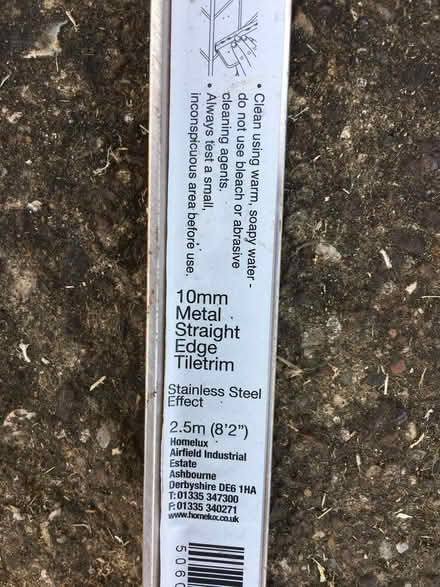 • Clean using warm, soapy water -
do not use bleach or abrasive
cleaning agents.
• Always test a small,
inconspicuous area before use.
10mm
Metal
Straight
Edge
Tiletrim
Stainless Steel
Effect
2.5m (8'2")
Homelux
Airfield Industrial
Estate
Ashbourne
Derbyshire DE6 1HA
T: 01335 347300
F: 01335 340271
www.homelux.co.uk